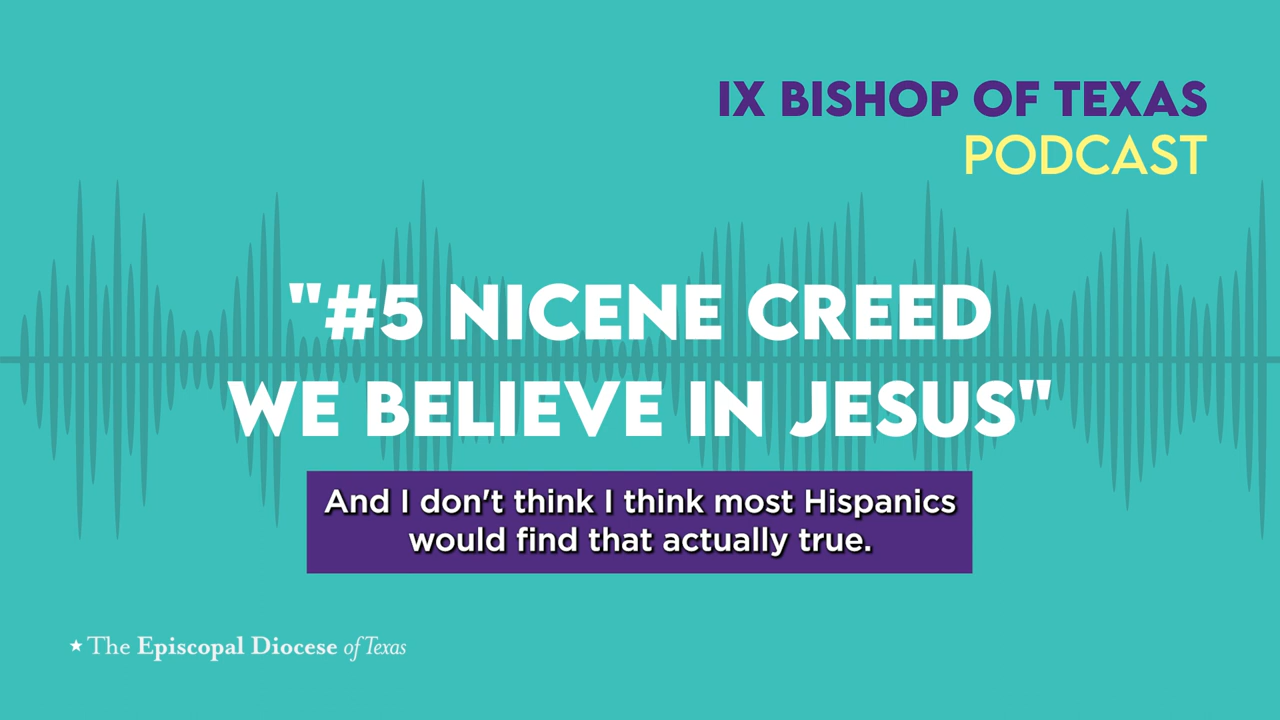 IX BISHOP OF TEXAS
PODCAST
"#5 NICENE CREED
WE BELIEVE IN JESUS"
And I don't think I think most Hispanics
would find that actually true.
The Episcopal Diocese of Texas